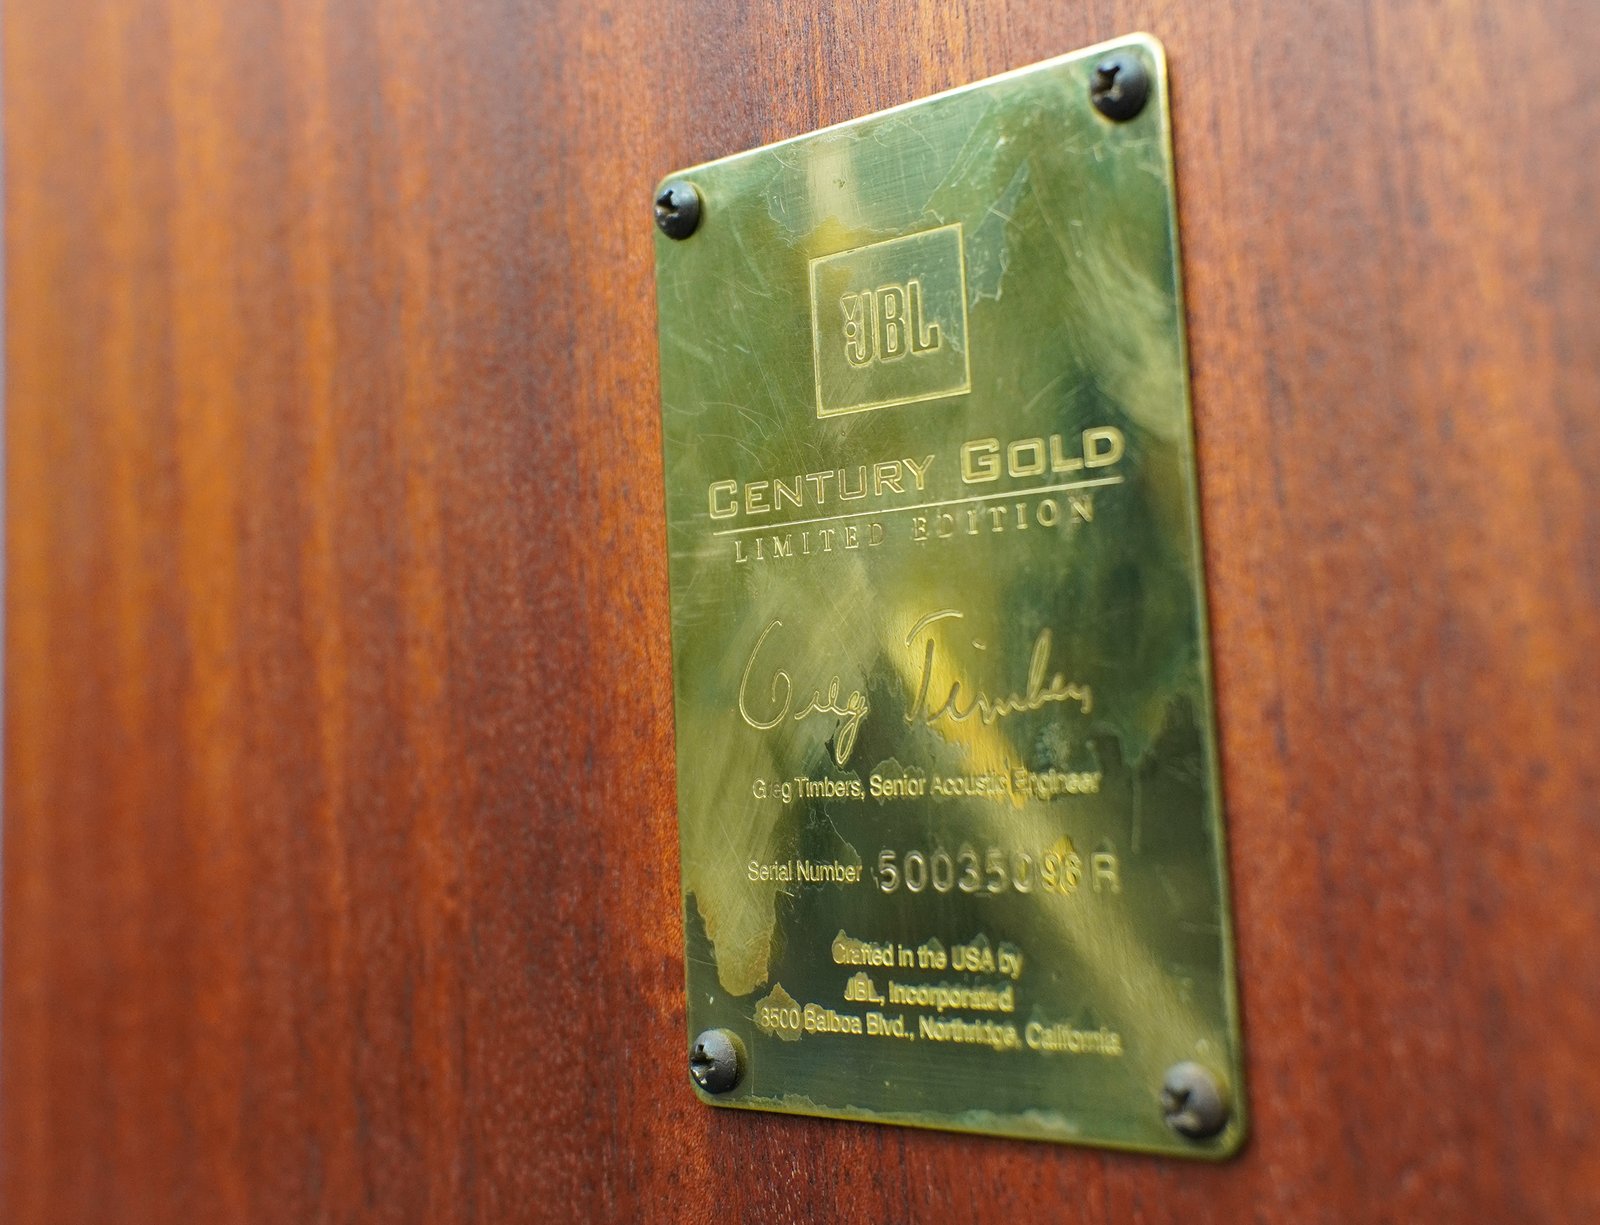 JBL
CENTURY GOLD
LIMITED EDITION
Greg Timbers
Greg Timbers, Senior Acoustic Engineer
Serial Number 50035096R
Crafted in the USA by
JBL, Incorporated
8500 Balboa Blvd., Northridge, California